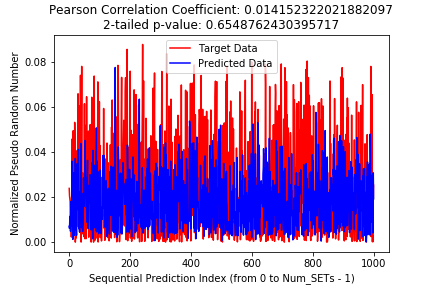 Pearson Correlation Coefficient: 0.014152322021882097
2-tailed p-value: 0.6548762430395717
Target Data
Predicted Data
0.08
0.06
0.04
0.02
0.00
Normalized Pseudo Random Number
0 200 400 600 800 1000
Sequential Prediction Index (from 0 to Num_SETs - 1)